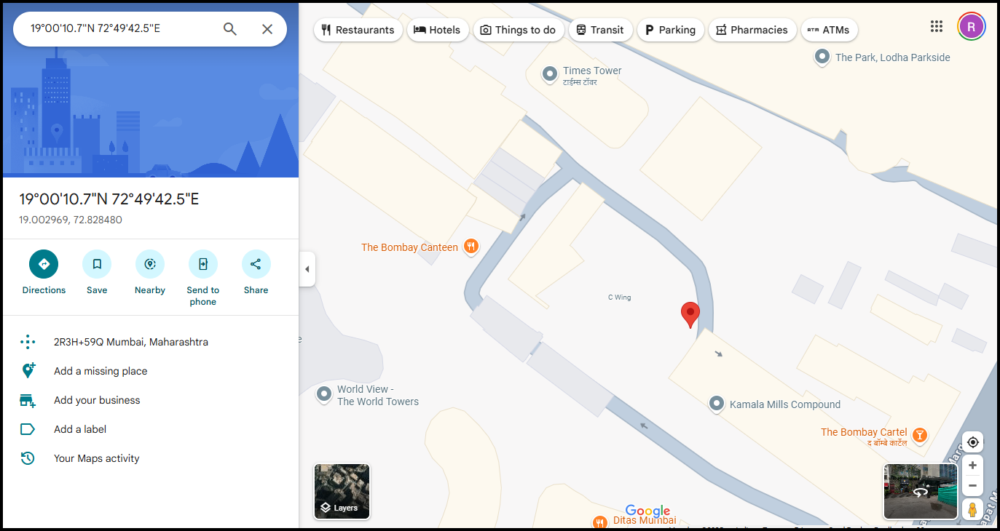 19°00'10.7"N 72°49'42.5"E
Restaurants
Hotels
Things to do
Transit
Parking
Pharmacies
ATM ATMs
R
The Park, Lodha Parkside
Times Tower
टाईम्स टॉवर
19°00'10.7"N 72°49'42.5"E
19.002969, 72.828480
Directions
Save
Nearby
Send to
phone
Share
The Bombay Canteen
C Wing
2R3H+59Q Mumbai, Maharashtra
Add a missing place
Add your business
Add a label
Your Maps activity
e
World View -
The World Towers
Kamala Mills Compound
The Bombay Cartel
द बॉम्बे कार्टेल
Layers
Google
Ditas Mumbai